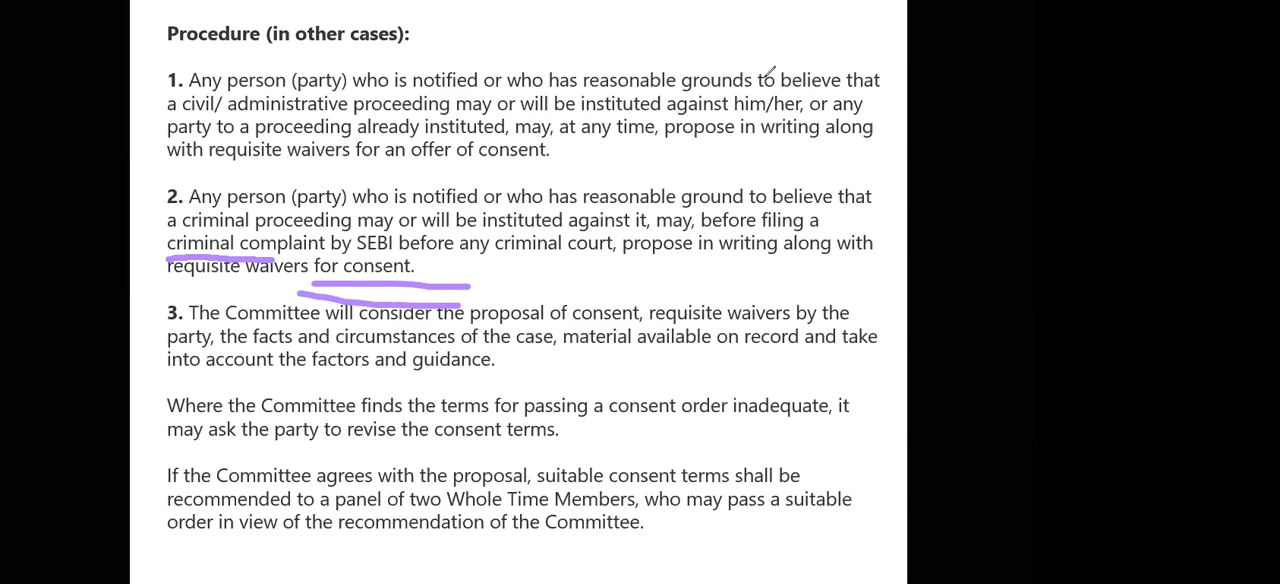 Procedure (in other cases):
1. Any person (party) who is notified or who has reasonable grounds to believe that
a civil/ administrative proceeding may or will be instituted against him/her, or any
party to a proceeding already instituted, may, at any time, propose in writing along
with requisite waivers for an offer of consent.
2. Any person (party) who is notified or who has reasonable ground to believe that
a criminal proceeding may or will be instituted against it, may, before filing a
criminal complaint by SEBI before any criminal court, propose in writing along with
requisite waivers for consent.
3. The Committee will consider the proposal of consent, requisite waivers by the
party, the facts and circumstances of the case, material available on record and take
into account the factors and guidance.
Where the Committee finds the terms for passing a consent order inadequate, it
may ask the party to revise the consent terms.
If the Committee agrees with the proposal, suitable consent terms shall be
recommended to a panel of two Whole Time Members, who may pass a suitable
order in view of the recommendation of the Committee.